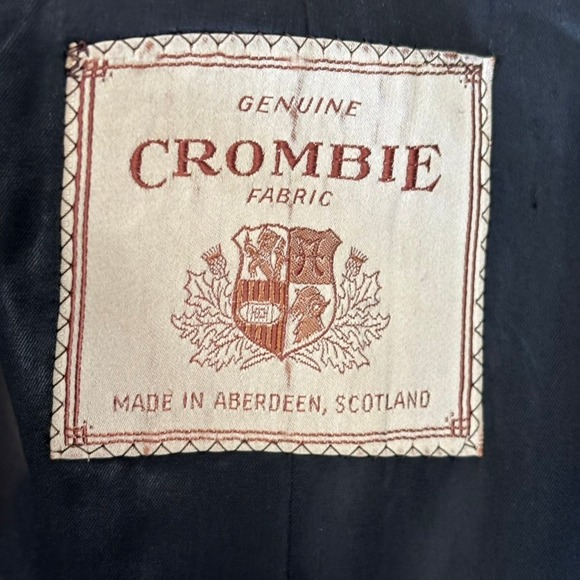 GENUINE
CROMBIE
FABRIC
MADE IN ABERDEEN, SCOTLAND